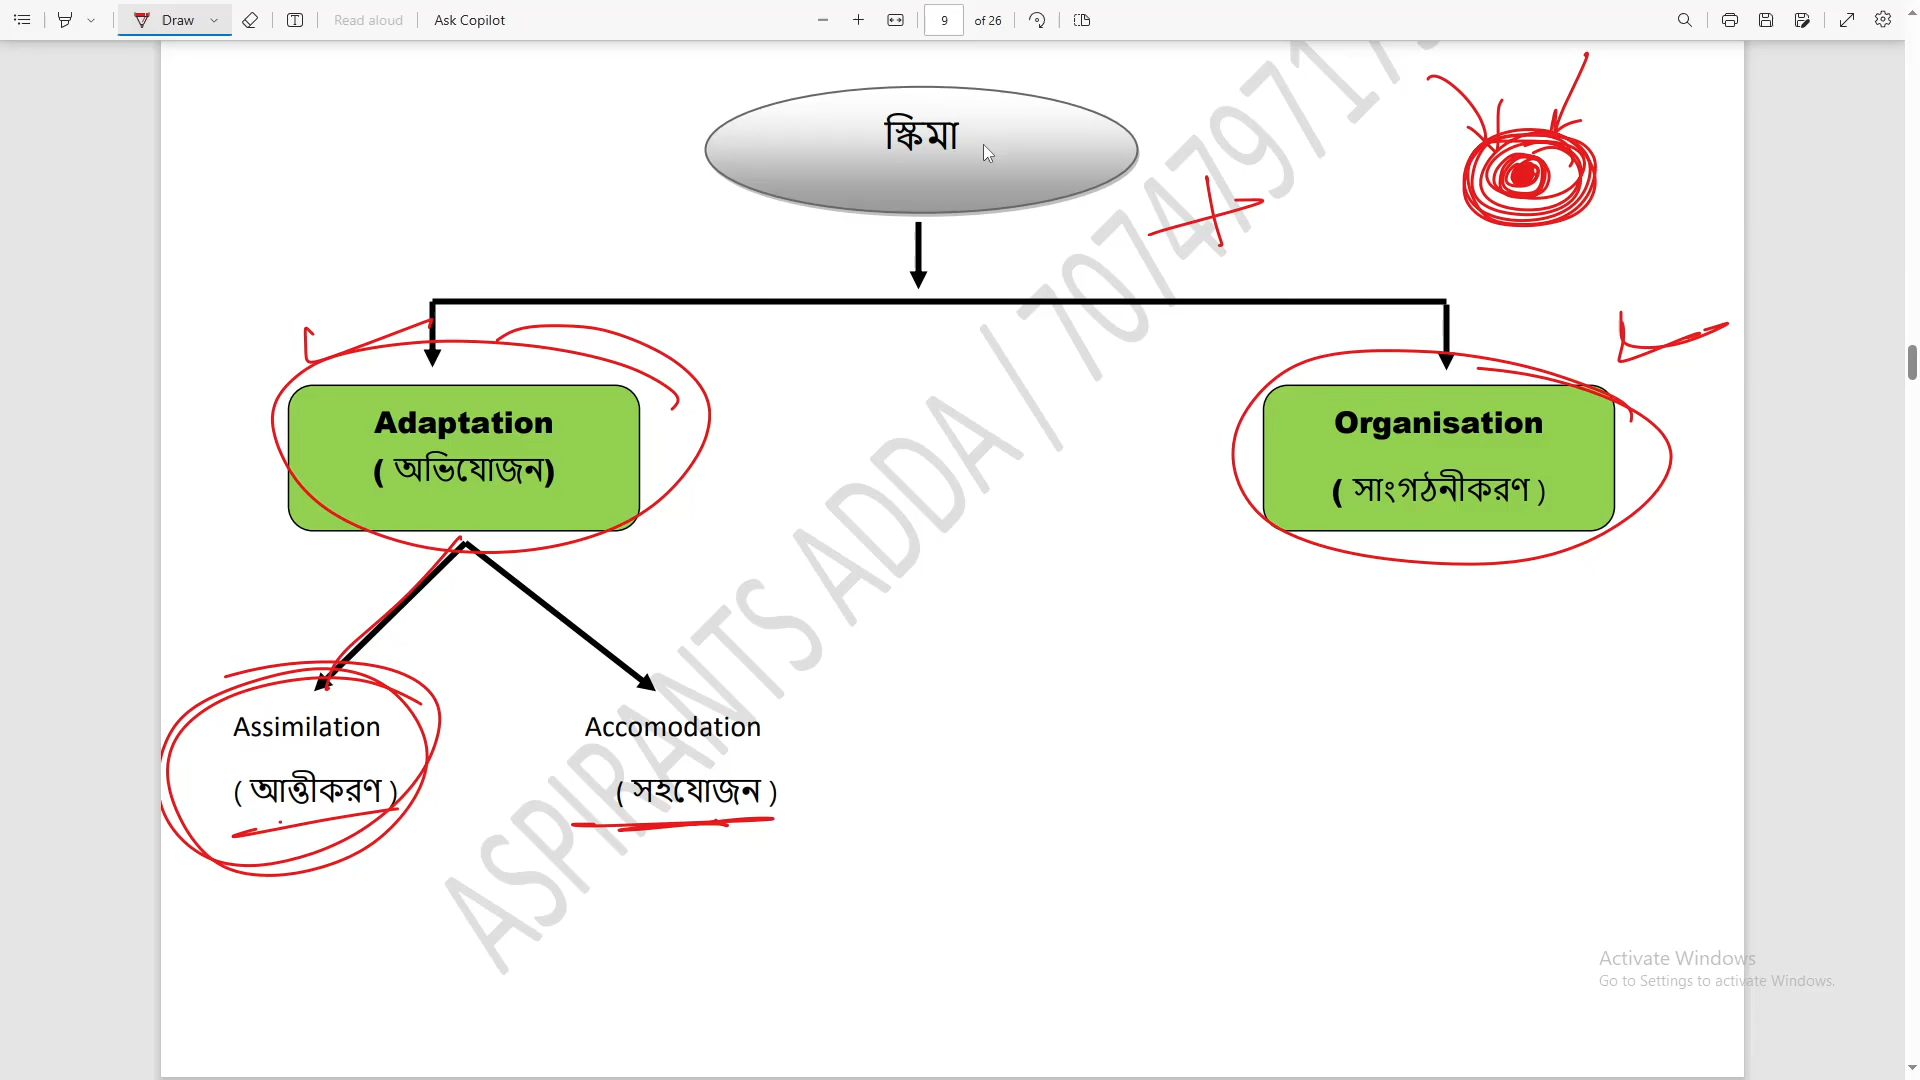 Draw
Read aloud
Ask Copilot
9 of 26
স্কিমা
Adaptation
( অভিযোজন)
Organisation
( সাংগঠনীকরণ )
Assimilation
( আত্তীকরণ )
Accomodation
( সহযোজন )
ASPIRANTS ADDA / 707479717
Activate Windows
Go to Settings to activate Windows.